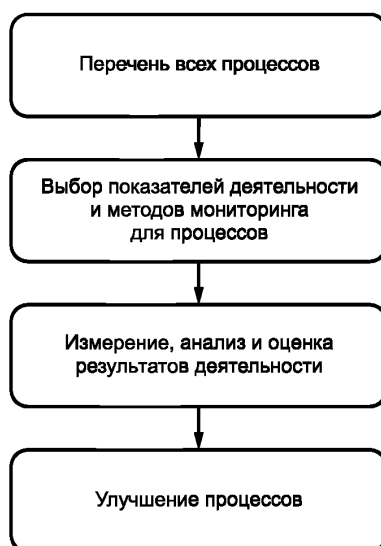 Перечень всех процессов
Выбор показателей деятельности
и методов мониторинга
для процессов
Измерение, анализ и оценка
результатов деятельности
Улучшение процессов